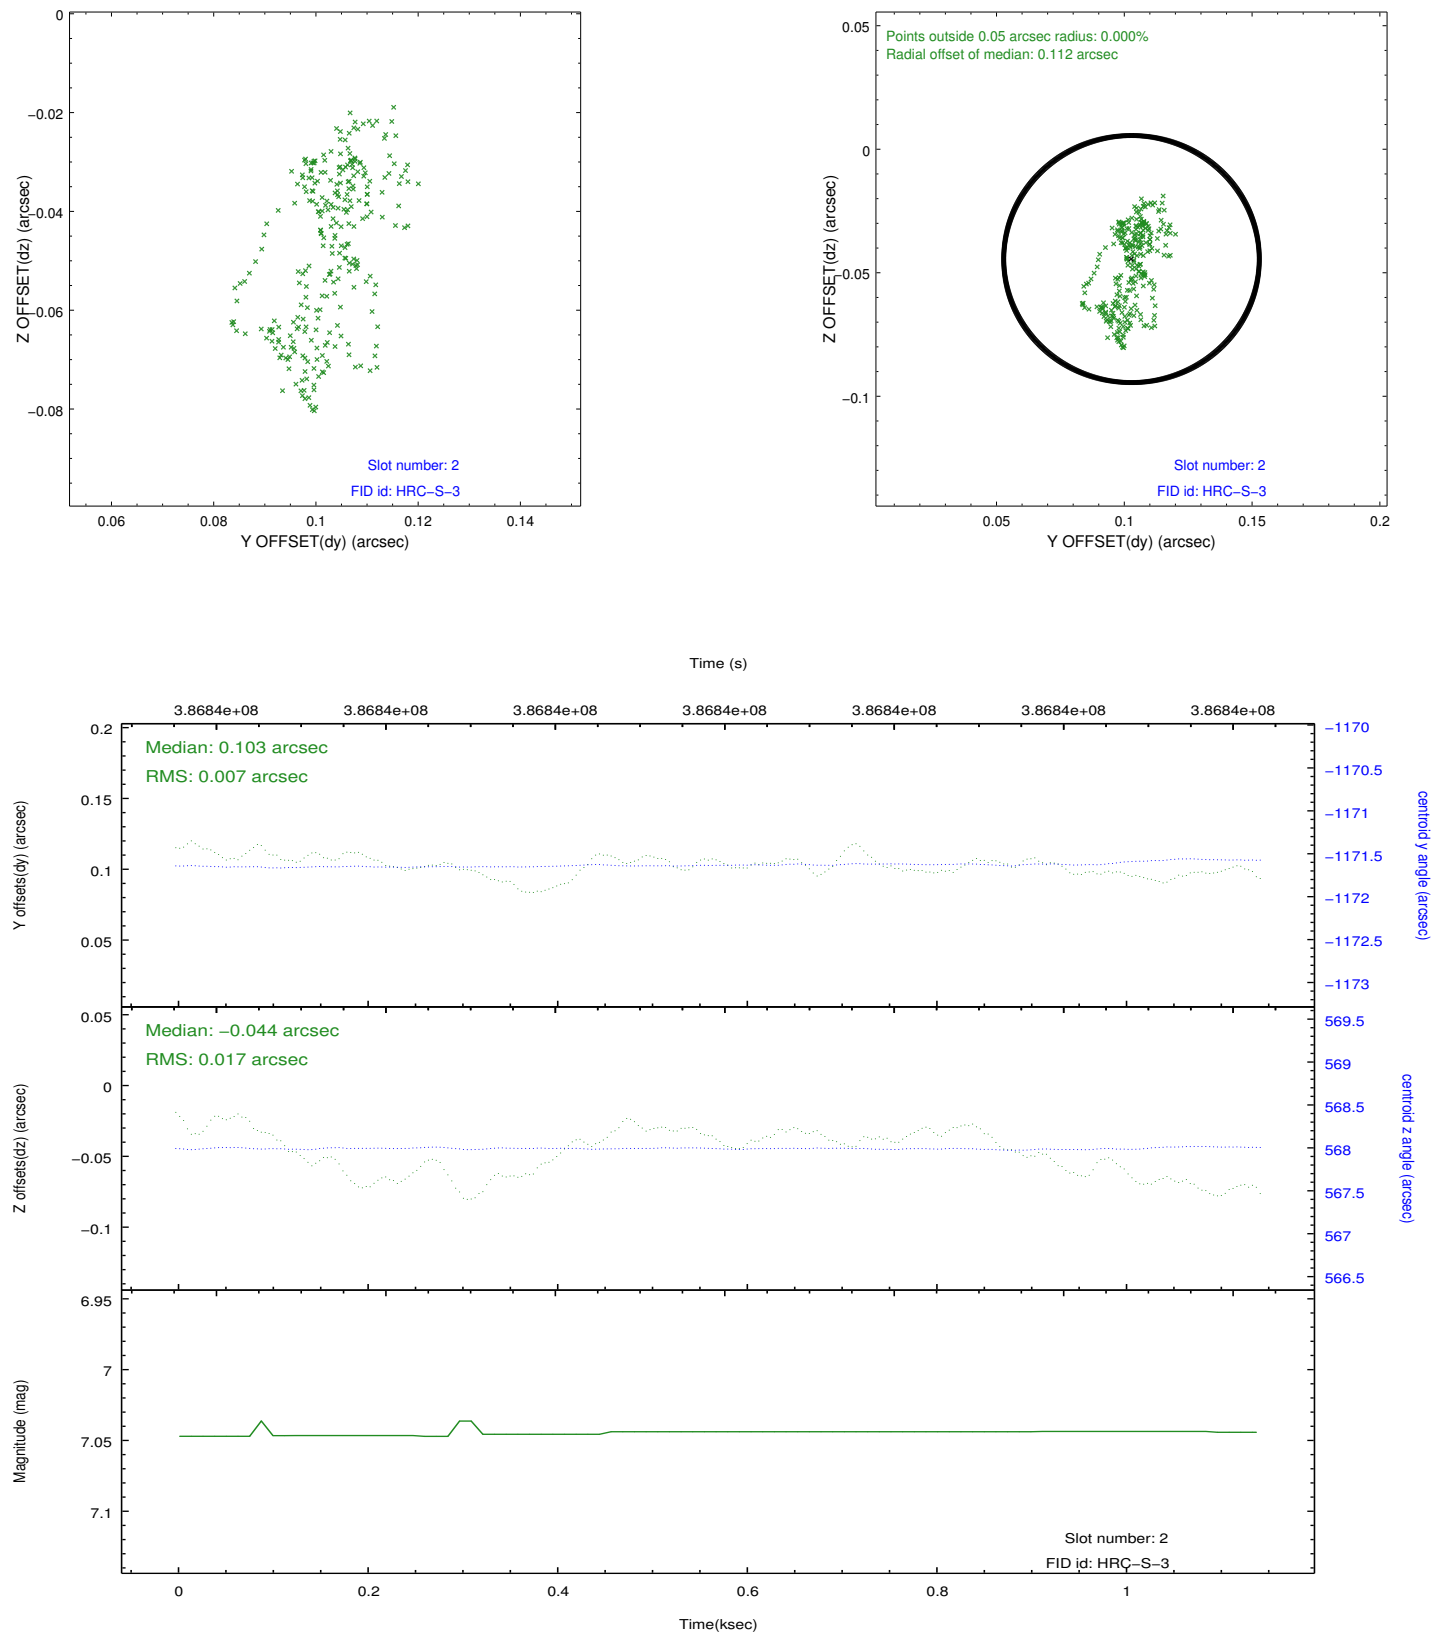 0
−0.02
−0.04
−0.06
−0.08
Z OFFSET(dz) (arcsec)
Slot number: 2
FID id: HRC−S−3
0.06
0.08
0.1
0.12
0.14
Y OFFSET(dy) (arcsec)
0.05
0
−0.05
−0.1
Z OFFSET(dz) (arcsec)
Points outside 0.05 arcsec radius: 0.000%
Radial offset of median: 0.112 arcsec
Slot number: 2
FID id: HRC−S−3
0.05
0.1
0.15
0.2
Y OFFSET(dy) (arcsec)
Time (s)
3.8684e+08
3.8684e+08
3.8684e+08
3.8684e+08
3.8684e+08
3.8684e+08
3.8684e+08
0.2
0.15
0.1
0.05
Y offsets(dy) (arcsec)
Median: 0.103 arcsec
RMS: 0.007 arcsec
−1170
−1170.5
−1171
−1171.5
−1172
−1172.5
−1173
centroid y angle (arcsec)
0.05
0
−0.05
−0.1
Z offsets(dz) (arcsec)
Median: −0.044 arcsec
RMS: 0.017 arcsec
569.5
569
568.5
568
567.5
567
566.5
centroid z angle (arcsec)
6.95
7
7.05
7.1
Magnitude (mag)
Slot number: 2
FID id: HRC−S−3
0
0.2
0.4
0.6
0.8
1
Time(ksec)